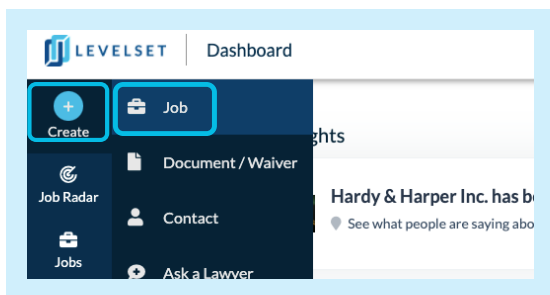 LEVELSET
Dashboard
Create
Job
ghts
Document / Waiver
Job Radar
Hardy & Harper Inc. has b
Contact
See what people are saying abo
Jobs
Ask a Lawyer